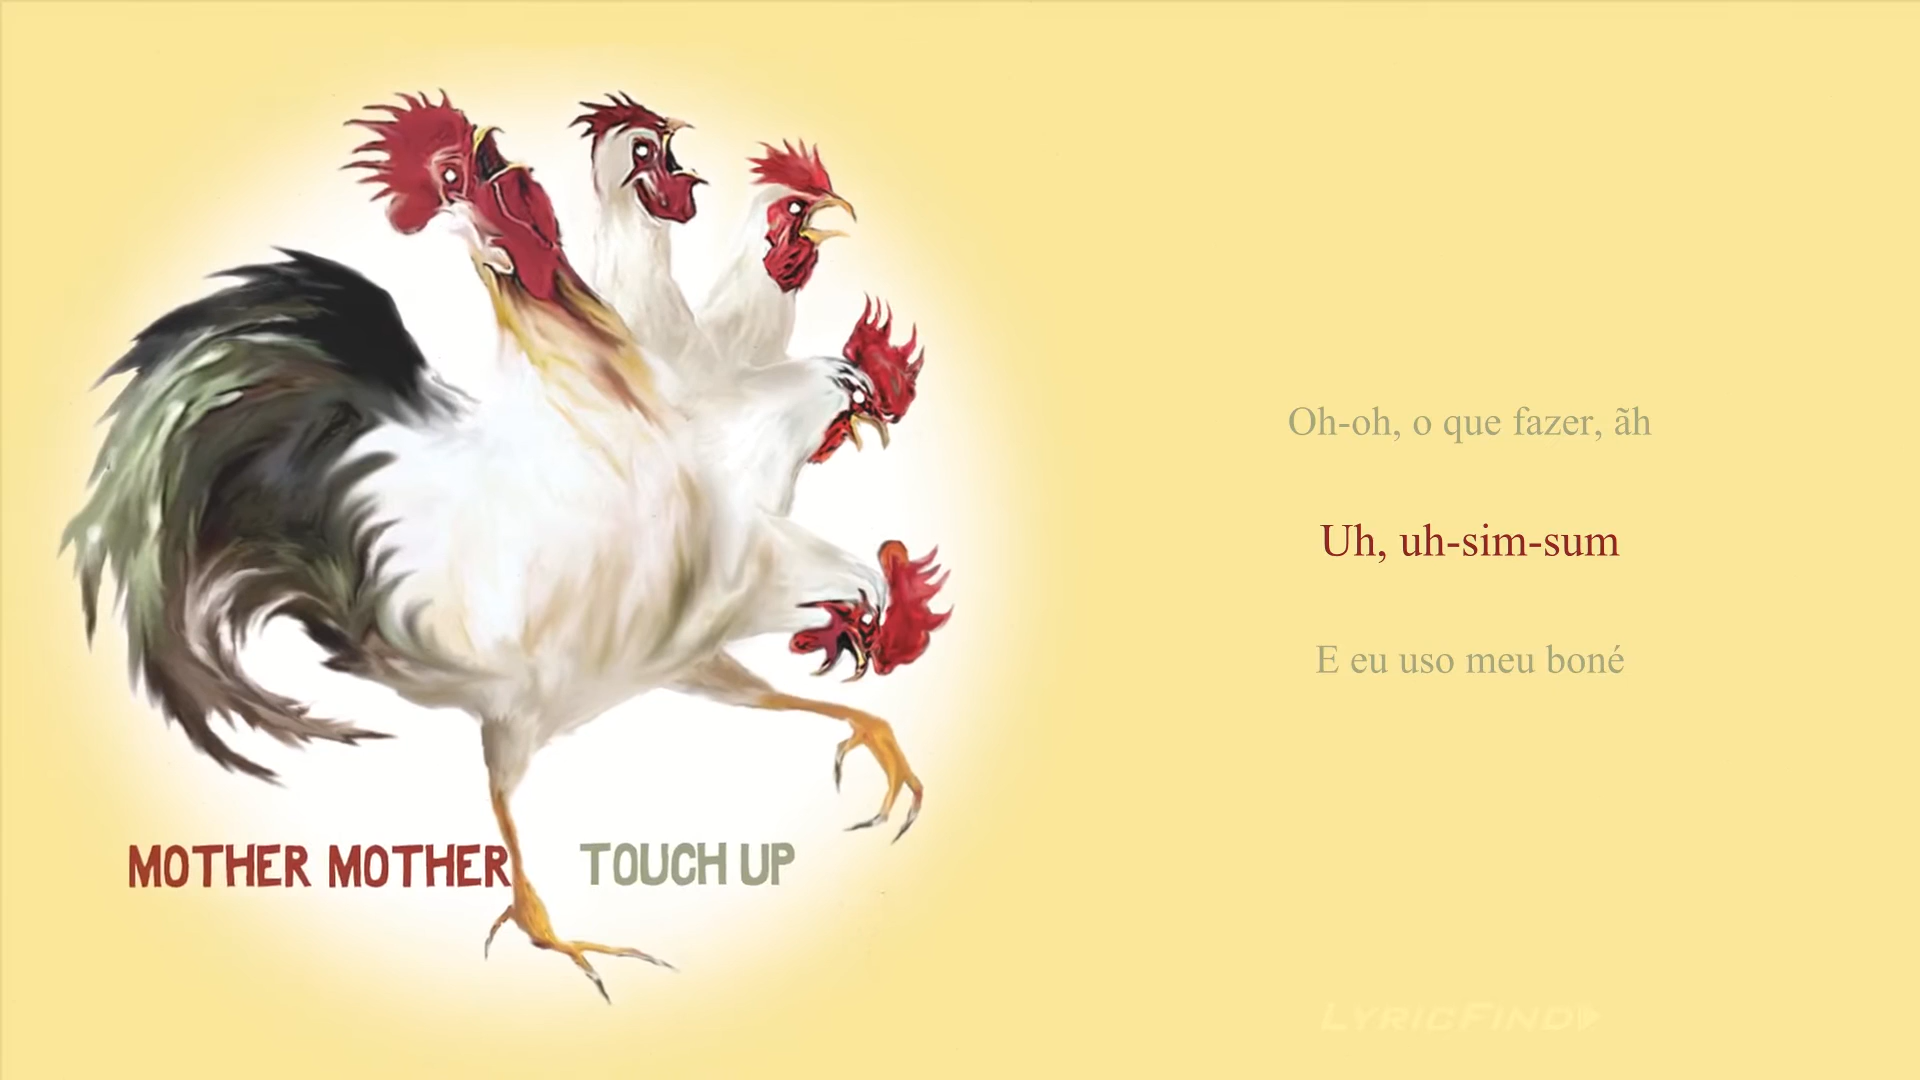 MOTHER MOTHER TOUCH UP
Oh-oh, o que fazer, ãh
Uh, uh-sim-sum
E eu uso meu boné
LYRICFIND